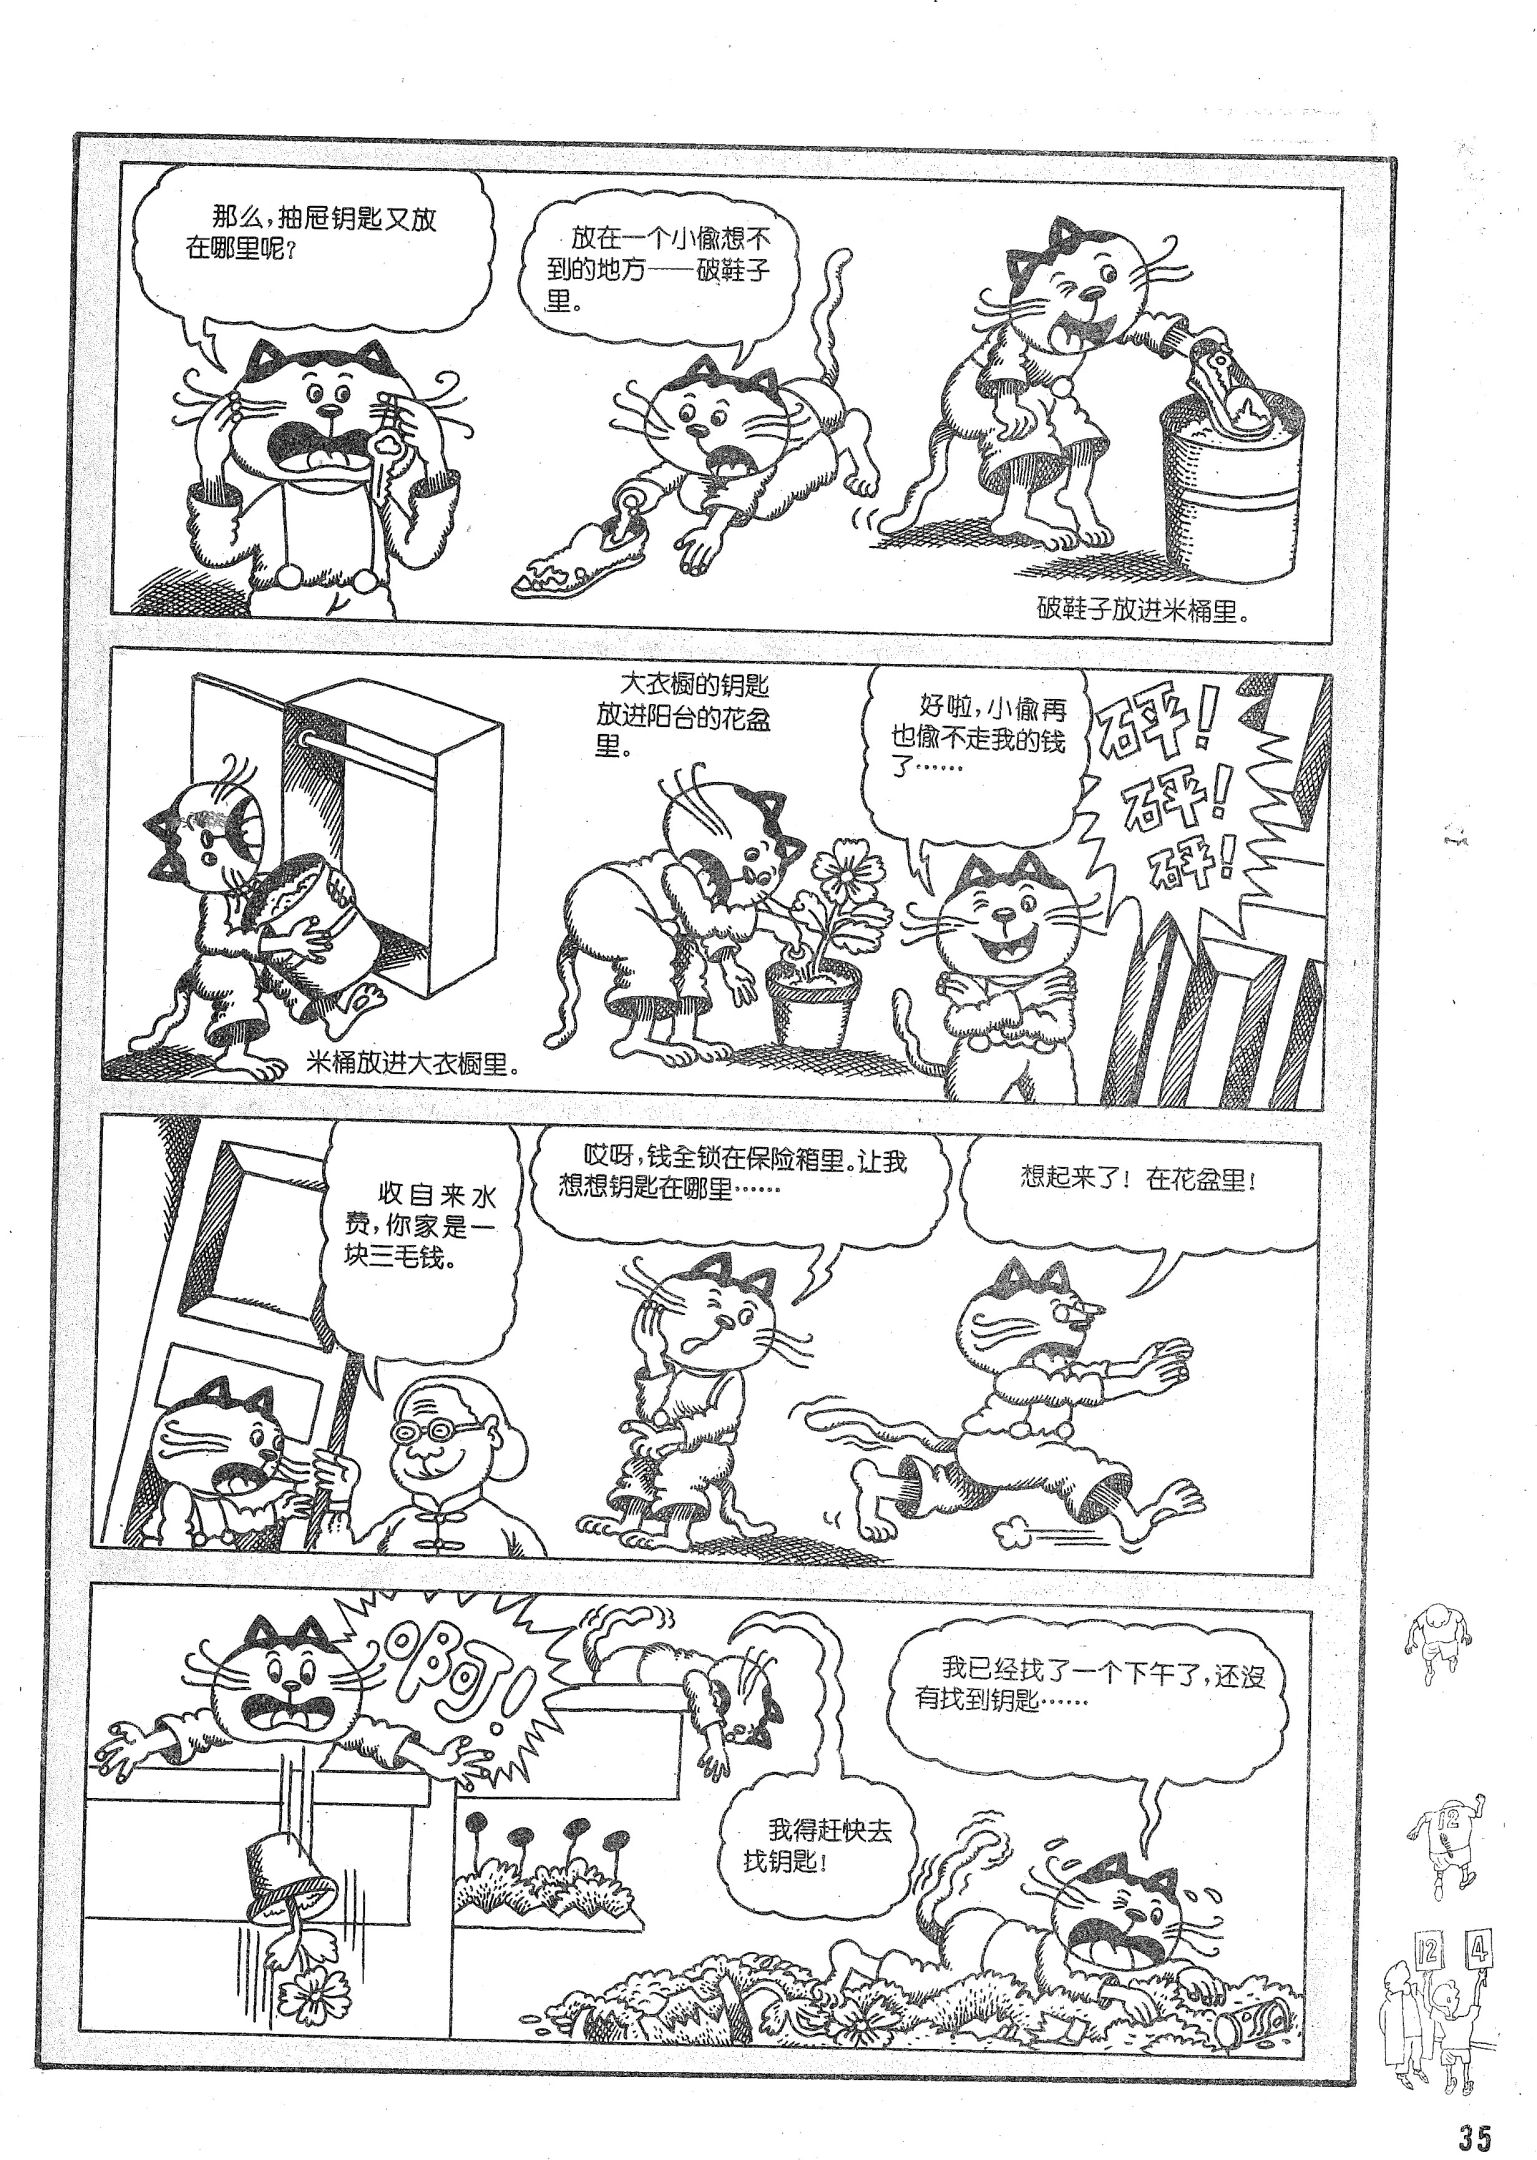 那么，抽屉钥匙又放
在哪里呢？
放在一个小偷想不
到的地方——破鞋子
里。
破鞋子放进米桶里。
米桶放进大衣橱里。
大衣橱的钥匙
放进阳台的花盆
里。
好啦，小偷再
也偷不走我的钱
了……
砰！
砰！
砰！
收自来水
费，你家是一
块三毛钱。
哎呀，钱全锁在保险箱里。让我
想想钥匙在哪里……
想起来了！在花盆里！
啊！
我得赶快去
找钥匙！
我已经找了一个下午了，还没
有找到钥匙……
12
12
4
35